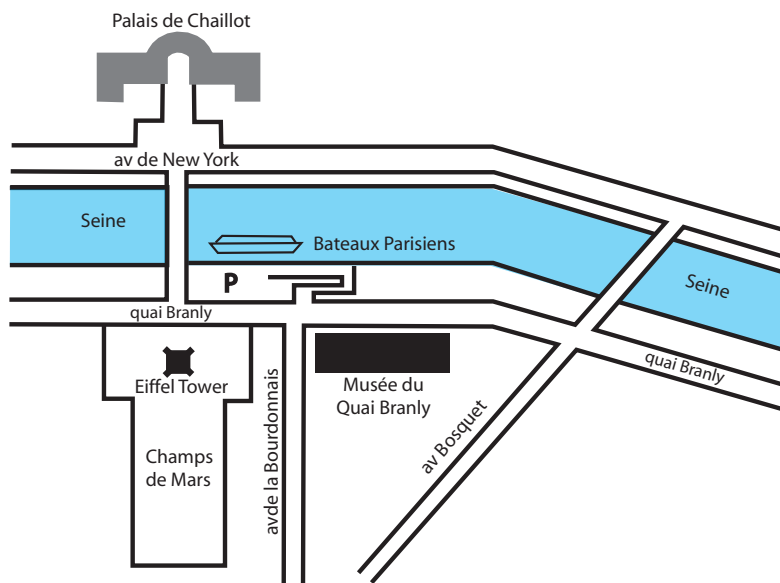 Palais de Chaillot
av de New York
Seine
Bateaux Parisiens
Seine
P
quai Branly
quai Branly
Eiffel Tower
Musée du
Quai Branly
av Bosquet
avde la Bourdonnais
Champs
de Mars